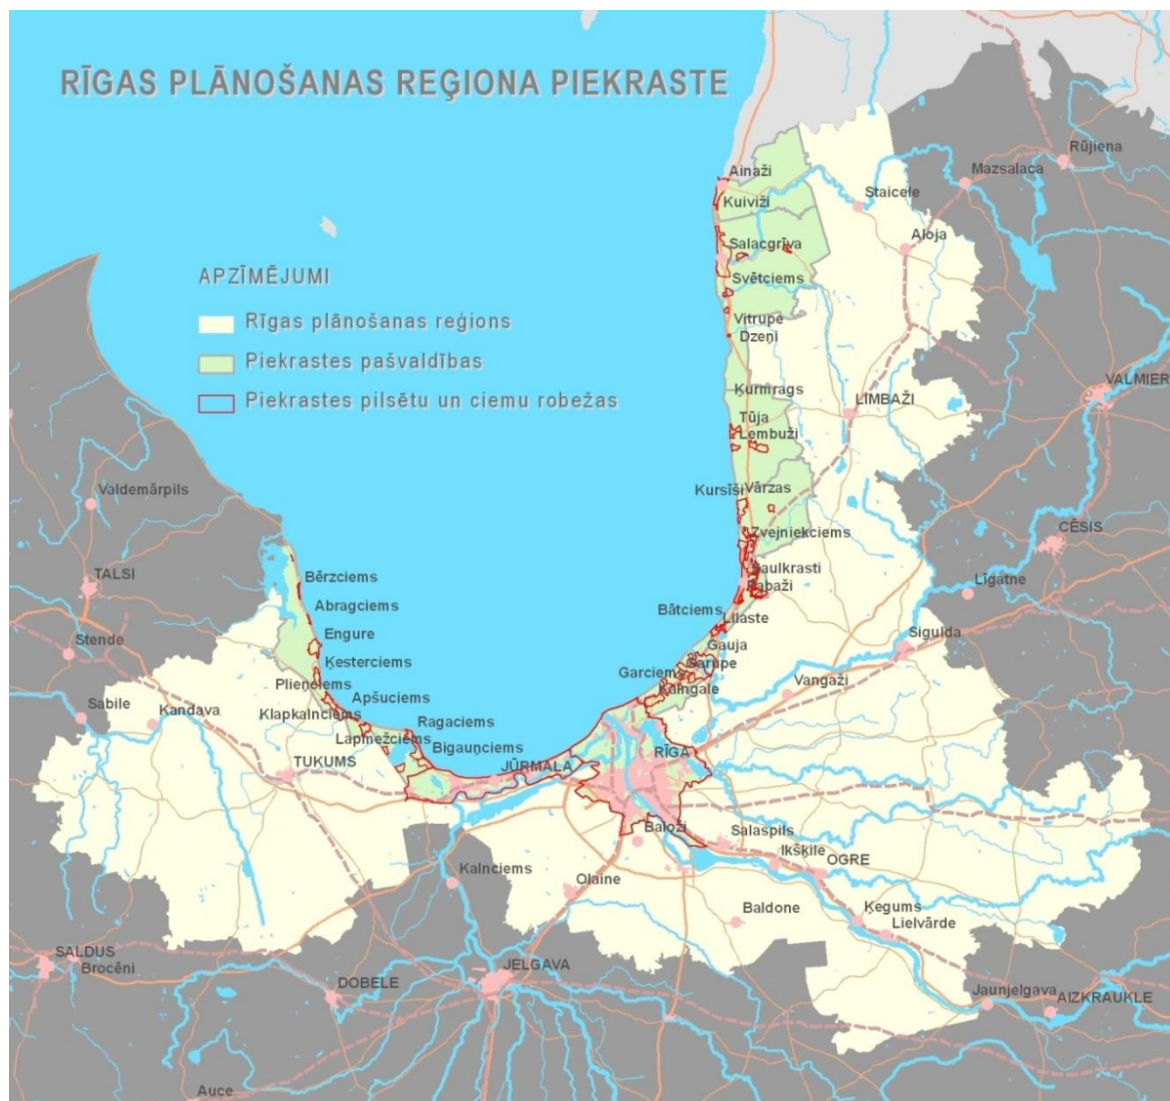 RĪGAS PLĀNOŠANAS REĢIONA PIEKRASTE
APZĪMĒJUMI
Rīgas plānošanas reģions
Piekrastes pašvaldības
Piekrastes pilsētu un ciemu robežas
Rūjiena
Mazsalaca
Ainaži
Staicele
Kuiviži
Aloja
Salacgrīva
Svētciems
Vitrupe
Dzeņi
VALMIER
Ķurmrags
LIMBAŽI
Tūja
Lembuži
Kursīši
Vārzas
Valdemārpils
CĒSIS
Zvejniekciems
Saulkrasti
Pabaži
TALSI
Bērzciems
Līgatne
Abragciems
Bātciems
Lilaste
Engure
Stende
Gauja
Sigulda
Ķesterciems
Garciems
Garupe
Plieņciems
Kalngale
Vangaži
Sabile
Kandava
Apšuciems
Klapkalnciems
Ragaciems
Lapmežciems
Bigauņciems
RĪGA
TUKUMS
JŪRMALA
Baloži
Salaspils
Ikšķile
OGRE
Kalnciems
Olaine
Ķegums
Baldone
Lielvārde
SALDUS
Brocēni
JELGAVA
DOBELE
Jaunjelgava
AIZKRAUKLE
Auce